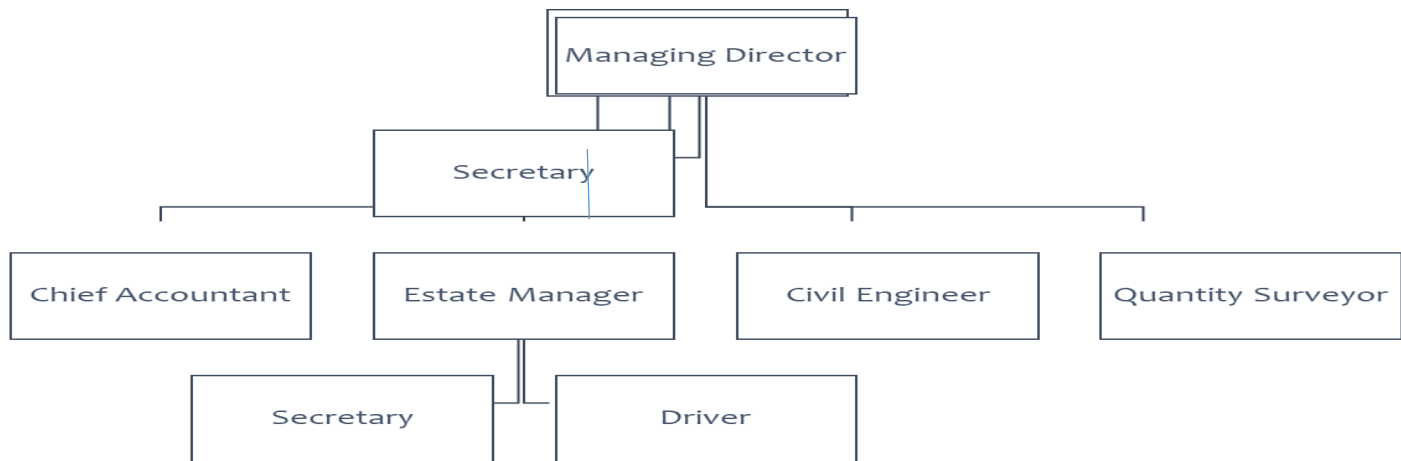 Managing Director
Secretary
Chief Accountant
Estate Manager
Civil Engineer
Quantity Surveyor
Secretary
Driver